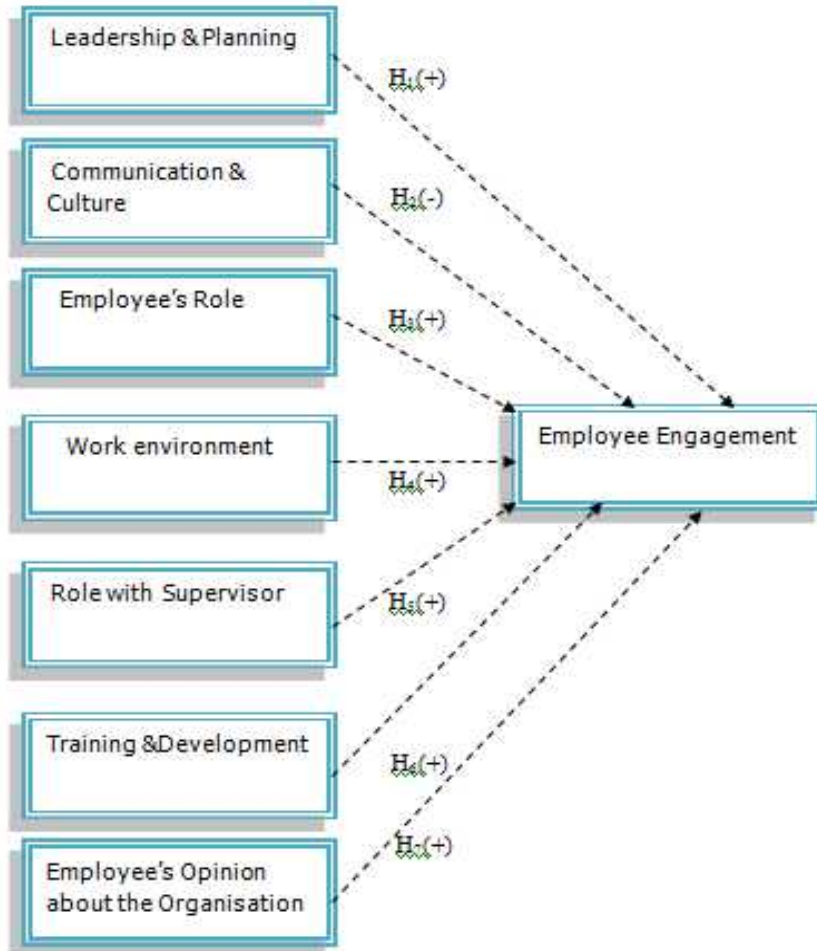 Leadership & Planning
H₁(+)
Communication &
Culture
H₂(-)
Employee's Role
H₃(+)
Work environment
H₄(+)
Employee Engagement
Role with Supervisor
H₅(+)
Training &Development
H₆(+)
Employee's Opinion
about the Organisation
H₇(+)